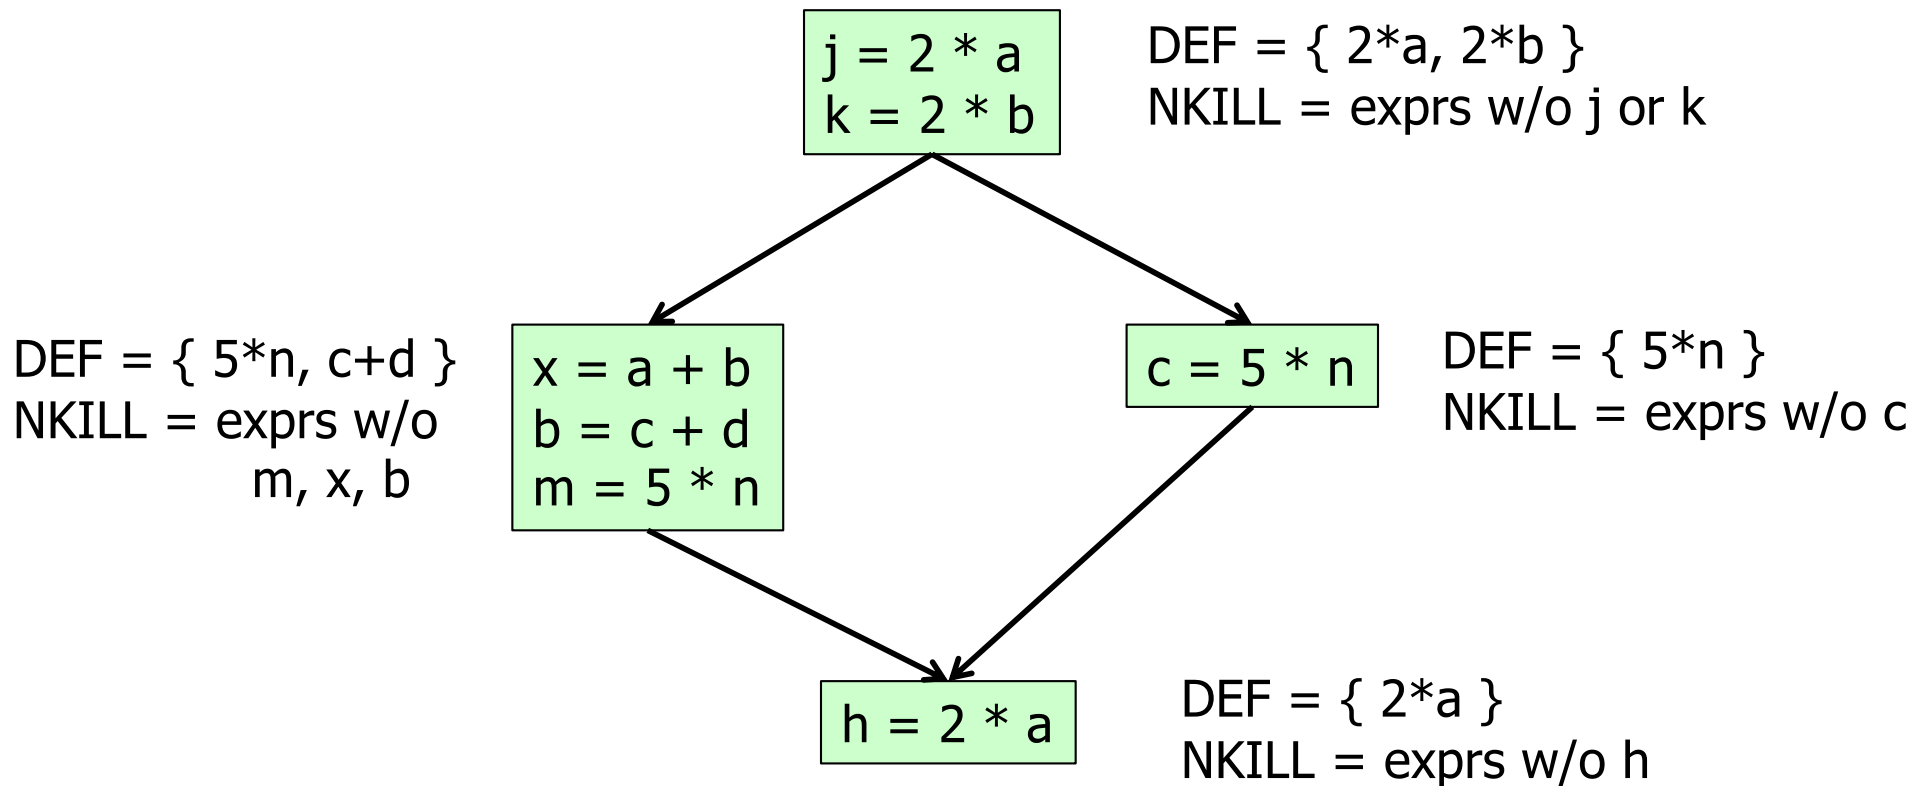 j = 2 * a
k = 2 * b
DEF = { 2*a, 2*b }
NKILL = exprs w/o j or k
DEF = { 5*n, c+d }
NKILL = exprs w/o
m, x, b
x = a + b
b = c + d
m = 5 * n
c = 5 * n
DEF = { 5*n }
NKILL = exprs w/o c
h = 2 * a
DEF = { 2*a }
NKILL = exprs w/o h